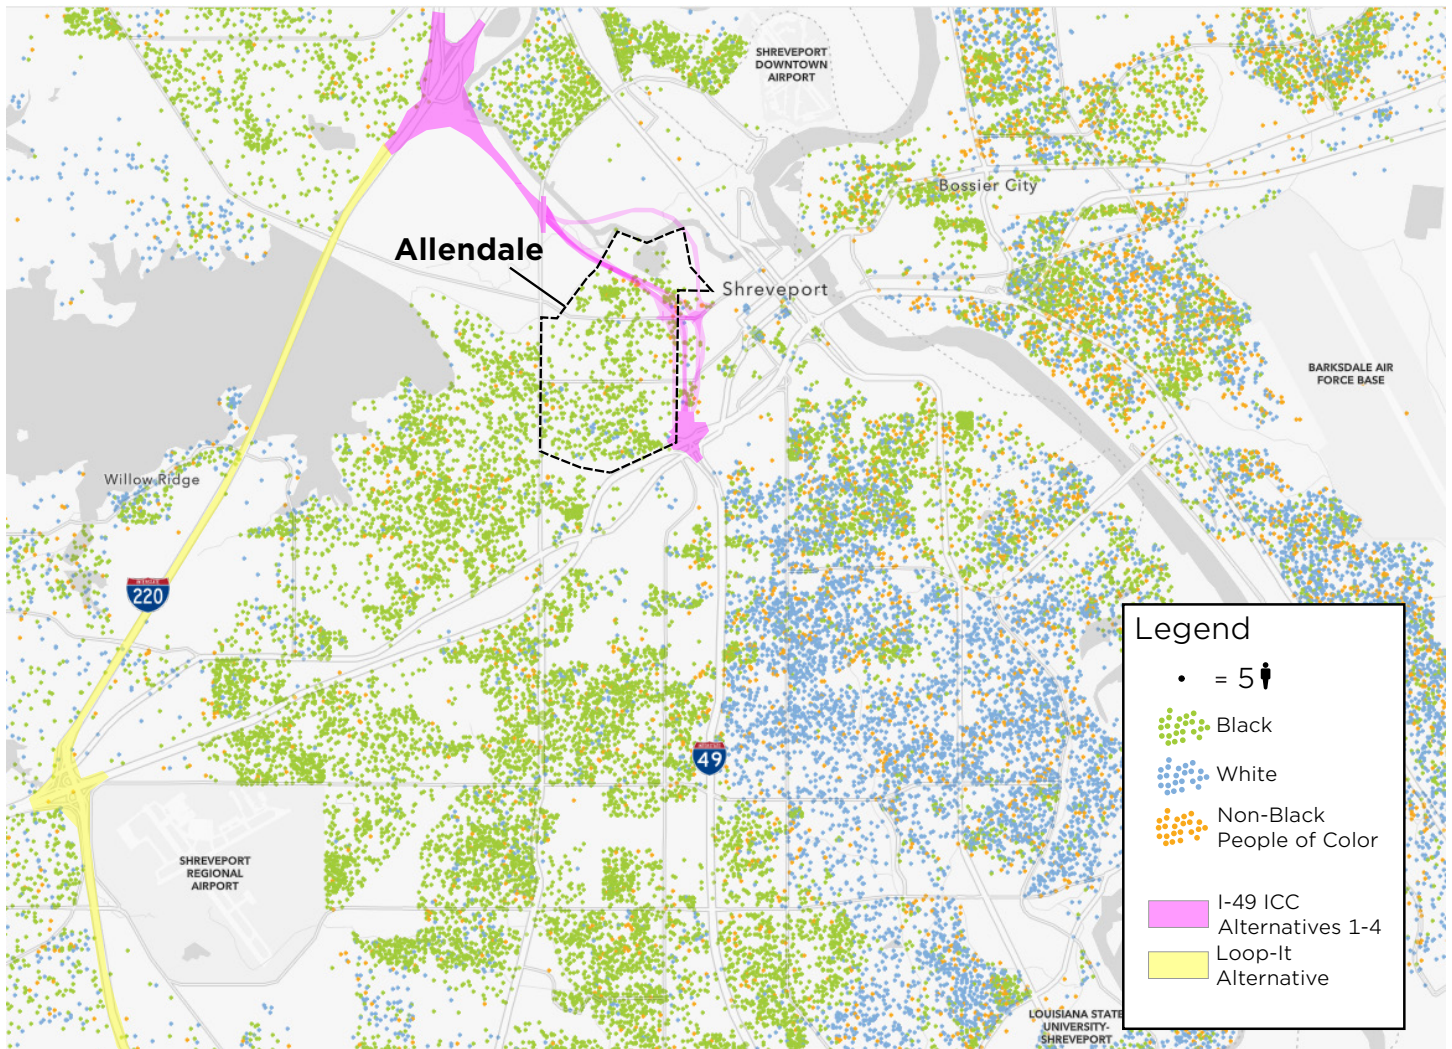 SHREVEPORT
DOWNTOWN
AIRPORT
Bossier City
Allendale
Shreveport
BARKSDALE AIR
FORCE BASE
Willow Ridge
INTERSTATE
220
INTERSTATE
49
SHREVEPORT
REGIONAL
AIRPORT
LOUISIANA STATE
UNIVERSITY-
SHREVEPORT
Legend
= 5
Black
White
Non-Black
People of Color
I-49 ICC
Alternatives 1-4
Loop-It
Alternative